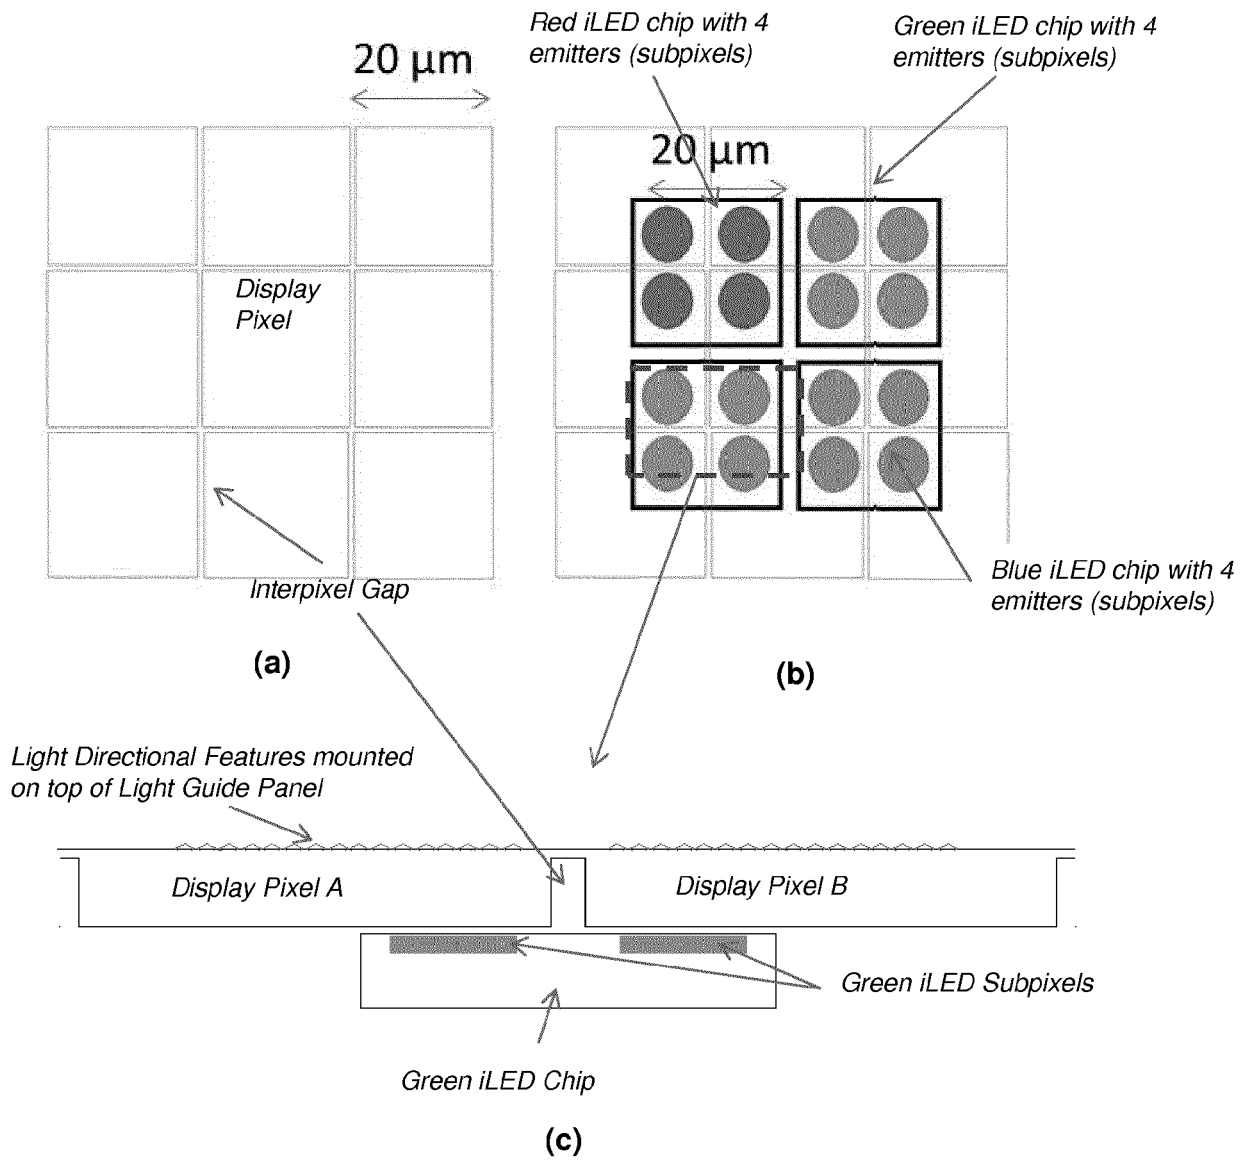 Red iLED chip with 4
emitters (subpixels)
Green iLED chip with 4
emitters (subpixels)
20 μm
20 μm
Display
Pixel
Interpixel Gap
Blue iLED chip with 4
emitters (subpixels)
(a)
(b)
Light Directional Features mounted
on top of Light Guide Panel
Display Pixel A
Display Pixel B
Green iLED Subpixels
Green iLED Chip
(c)